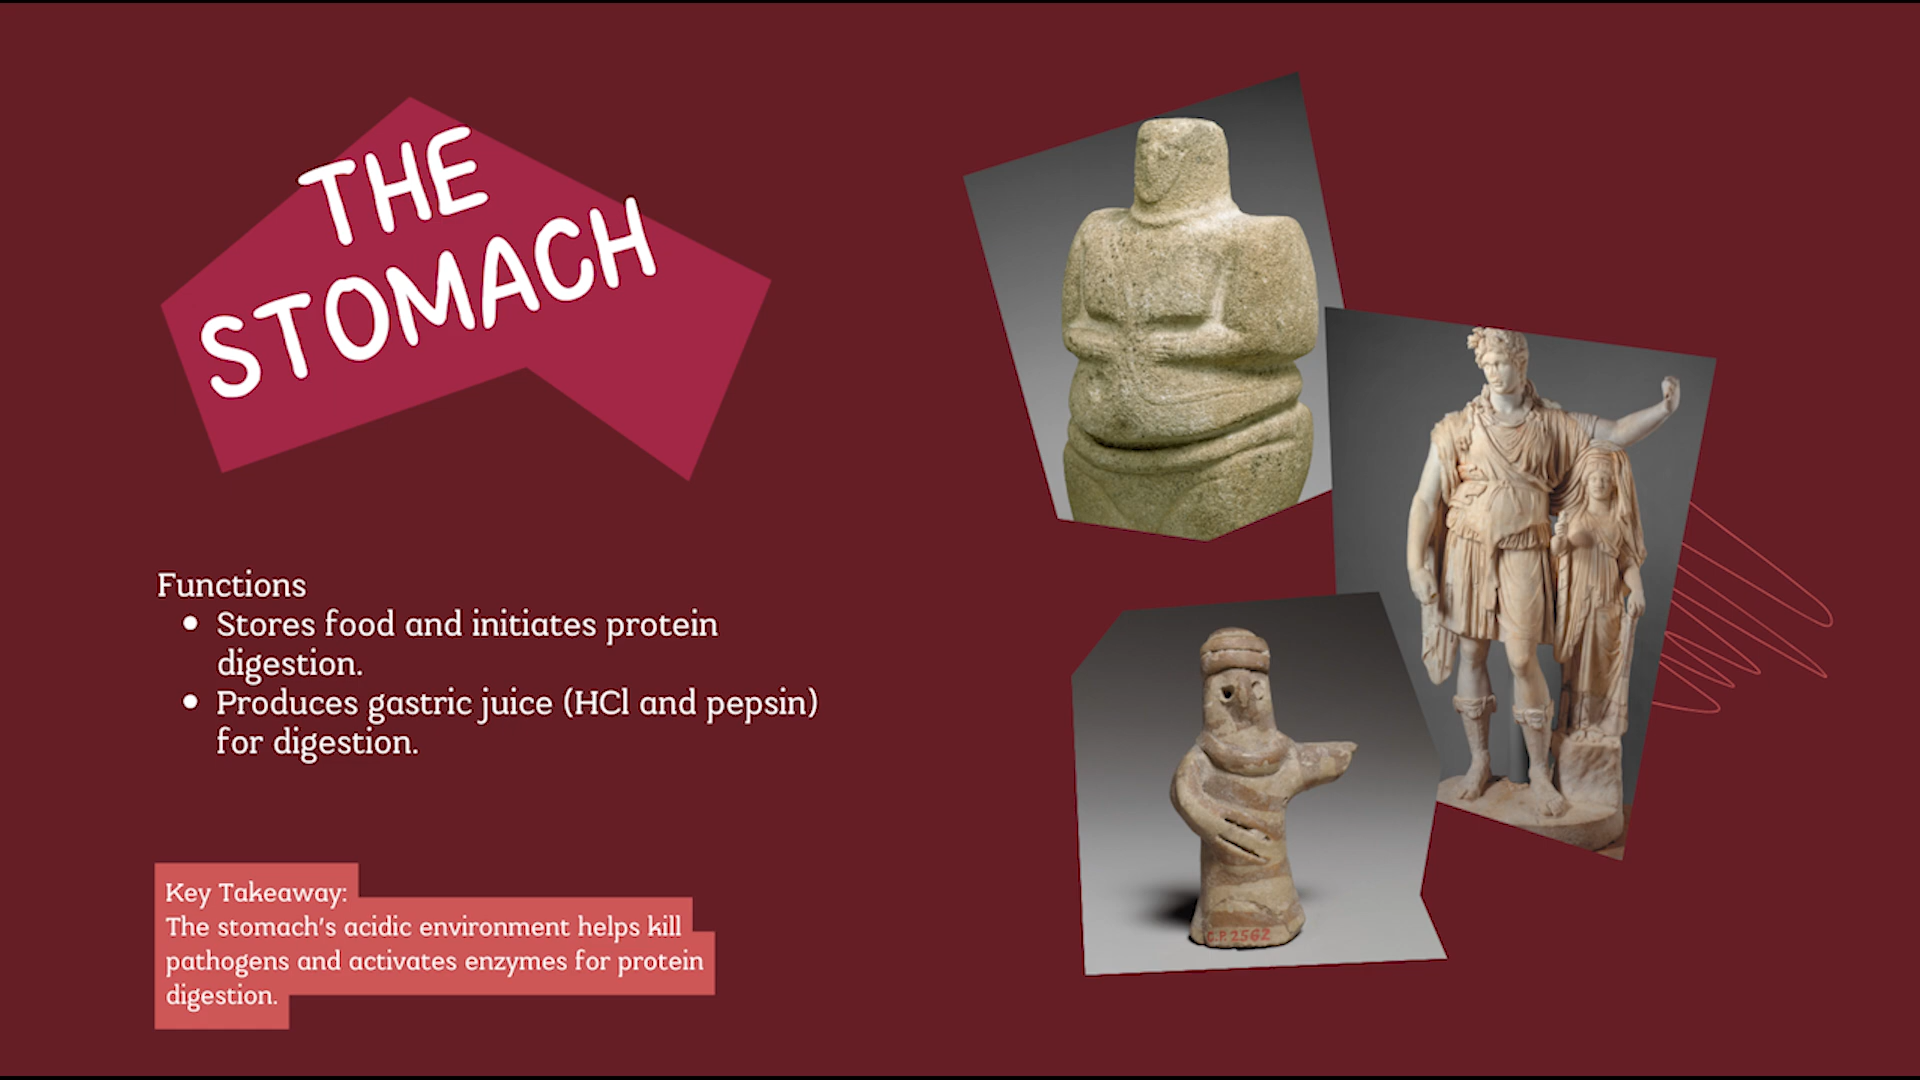 THE
STOMACH
Functions
• Stores food and initiates protein
digestion.
• Produces gastric juice (HCl and pepsin)
for digestion.
Key Takeaway:
The stomach's acidic environment helps kill
pathogens and activates enzymes for protein
digestion.
C.P. 2562